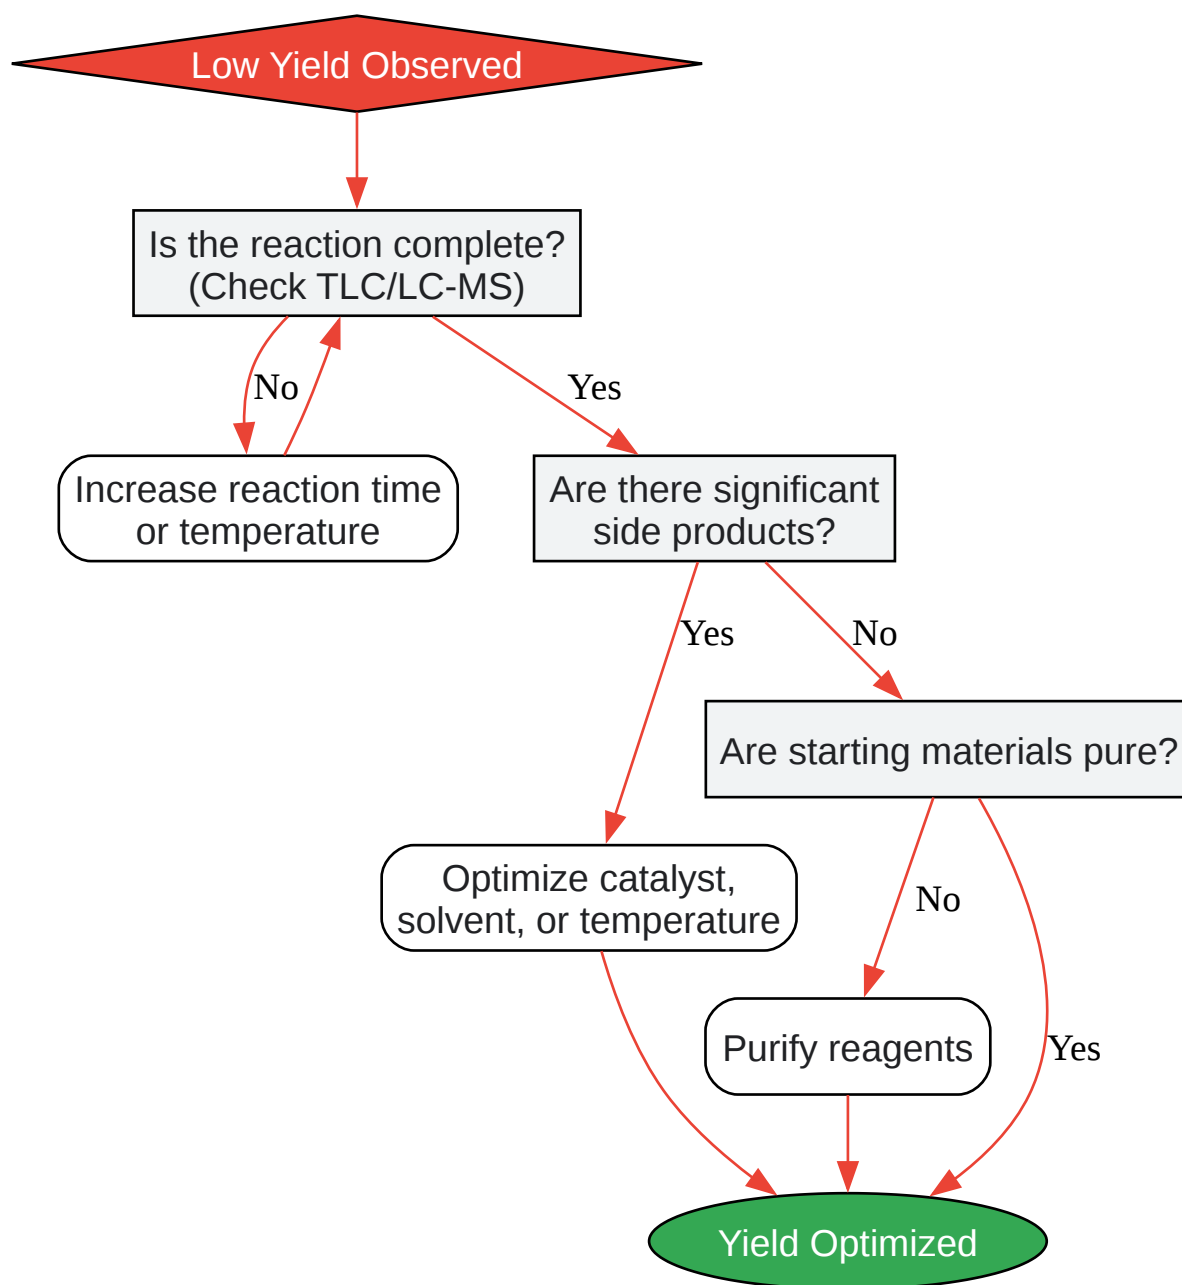 Low Yield Observed
Is the reaction complete?
(Check TLC/LC-MS)
No
Yes
Increase reaction time
or temperature
Are there significant
side products?
Yes
No
Are starting materials pure?
Optimize catalyst,
solvent, or temperature
No
Purify reagents
Yes
Yield Optimized